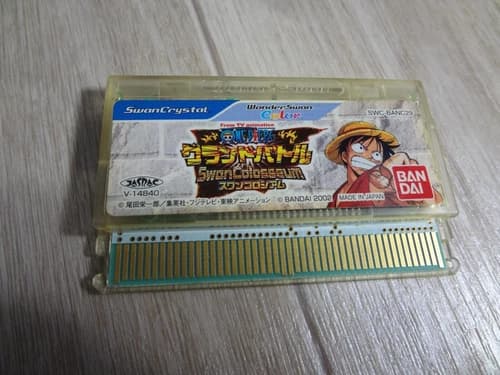 SwanCrystal
WonderSwan Color
SWC-BANC29
From TV animation
ONE PIECE
グランドバトル
SwanColosseum
スワンコロシアム
JASRAC
V-14840
BAN
DAI
© BANDAI 2002
MADE IN JAPAN
© 尾田栄一郎／集英社・フジテレビ・東映アニメーション